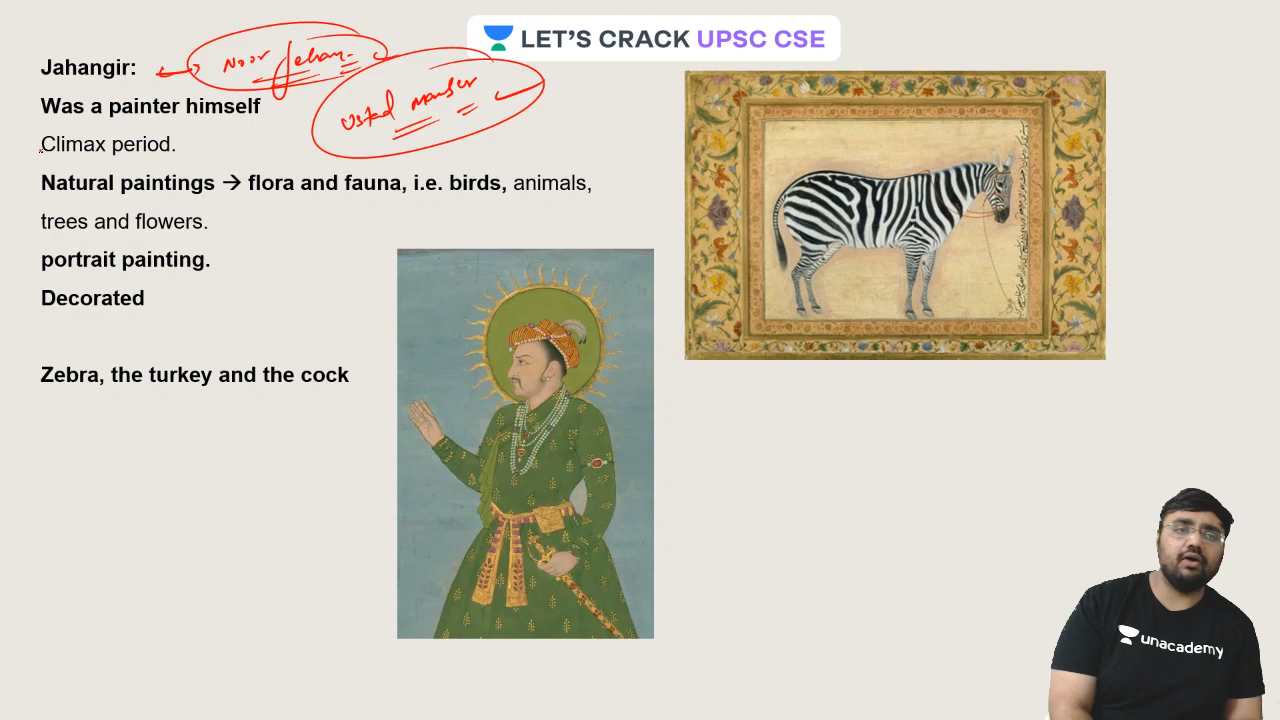 LET'S CRACK UPSC CSE
Jahangir:
Noor Jehan
Ustad mansur
Was a painter himself
Climax period.
Natural paintings → flora and fauna, i.e. birds, animals,
trees and flowers.
portrait painting.
Decorated
Zebra, the turkey and the cock
unacademy